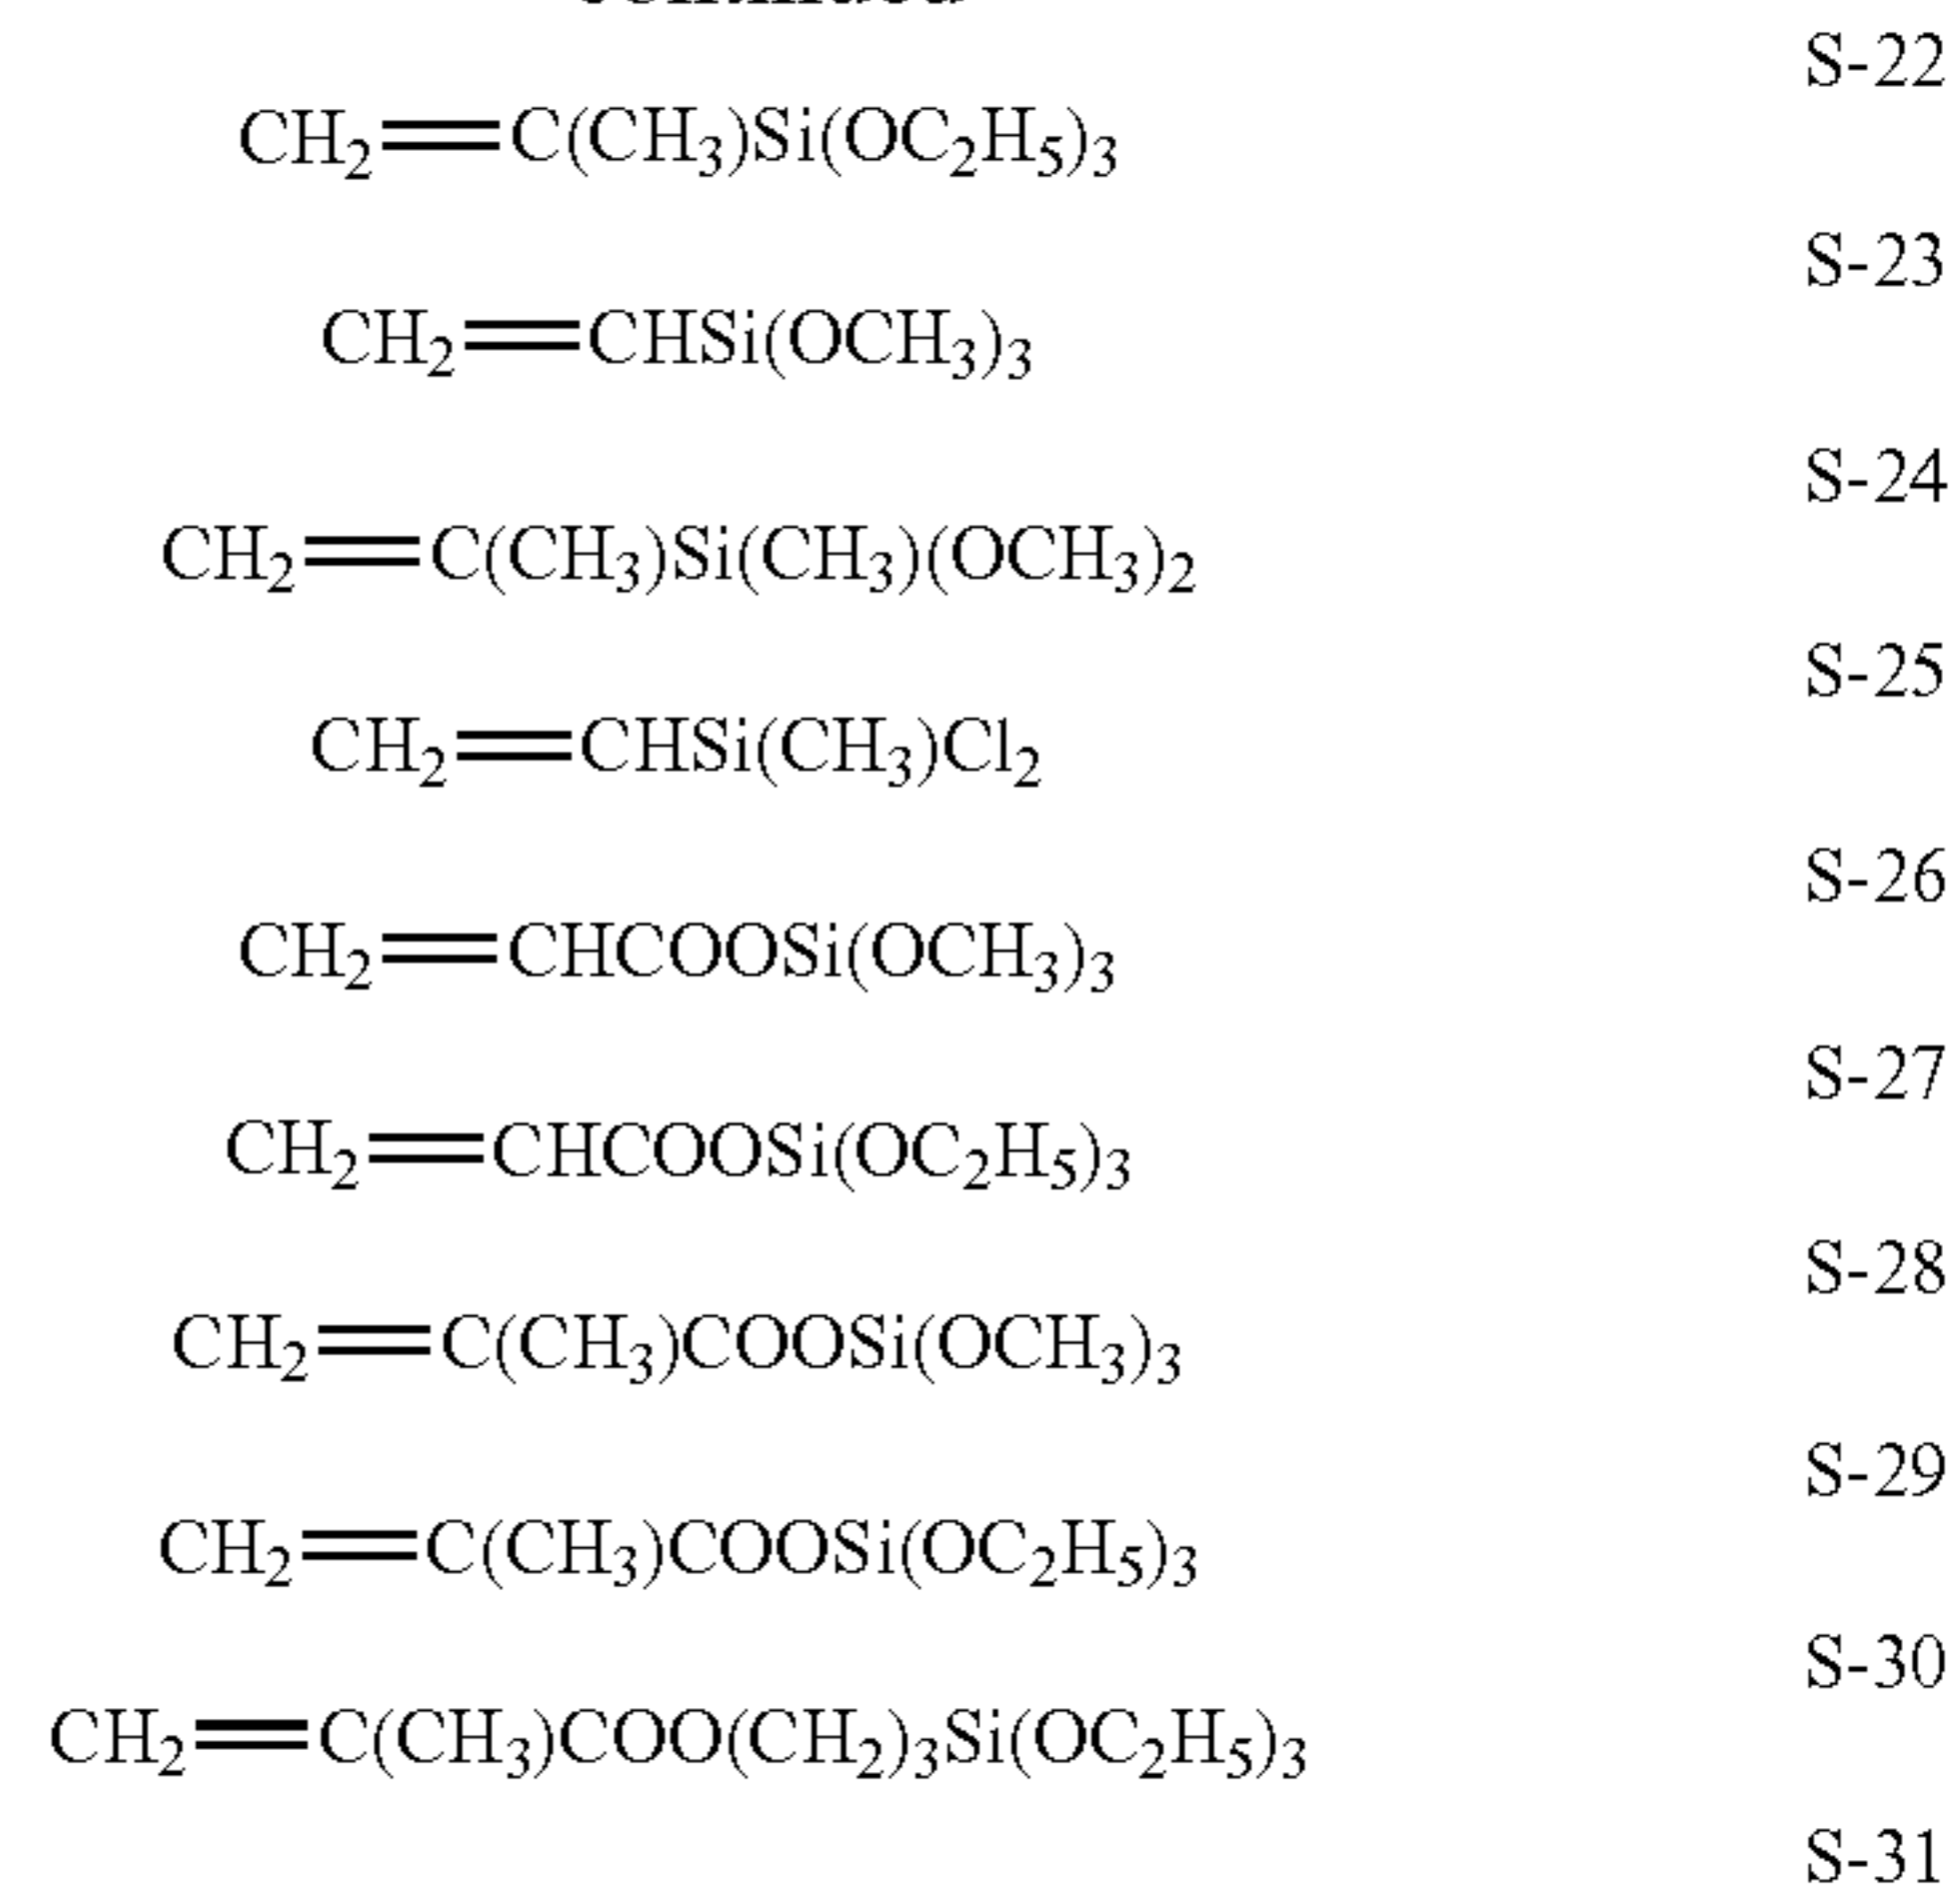 S-22
CH₂═C(CH₃)Si(OC₂H₅)₃
S-23
CH₂═CHSi(OCH₃)₃
S-24
CH₂═C(CH₃)Si(CH₃)(OCH₃)₂
S-25
CH₂═CHSi(CH₃)Cl₂
S-26
CH₂═CHCOOSi(OCH₃)₃
S-27
CH₂═CHCOOSi(OC₂H₅)₃
S-28
CH₂═C(CH₃)COOSi(OCH₃)₃
S-29
CH₂═C(CH₃)COOSi(OC₂H₅)₃
S-30
CH₂═C(CH₃)COO(CH₂)₃Si(OC₂H₅)₃
S-31